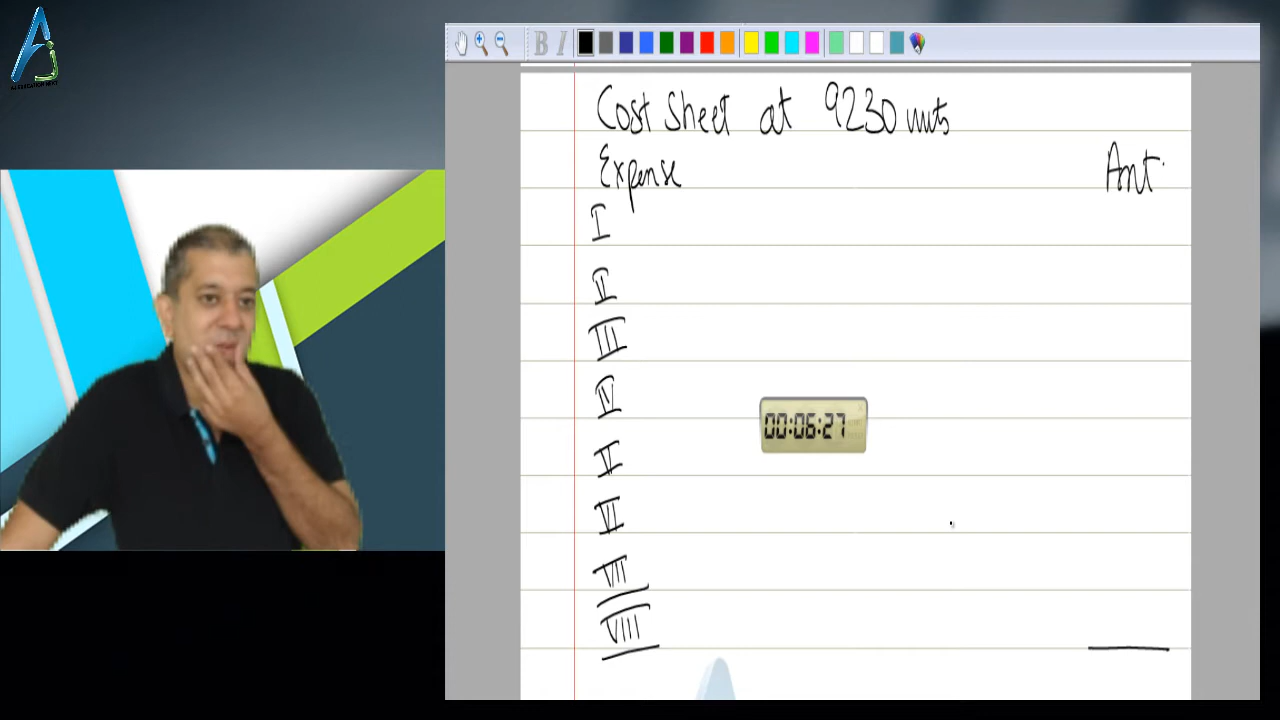 Cost Sheet at 9230 units
Expense Amt.
I
II
III
IV
V
VI
VII
VIII
00:06:27
B I